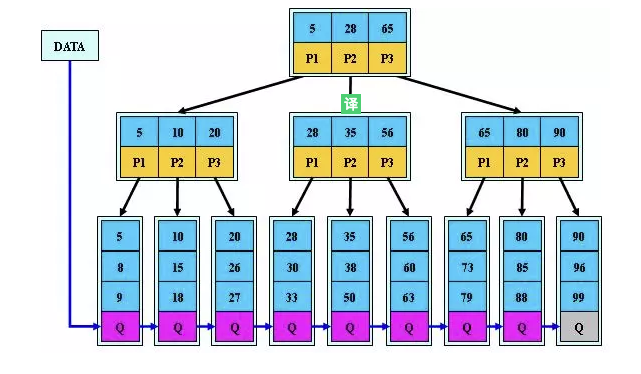 5 28 65
DATA
P1 P2 P3
译
5 10 20
28 35 56
65 80 90
P1 P2 P3
P1 P2 P3
P1 P2 P3
5 10 20 28 35 56 65 80 90
8 15 26 30 38 60 73 85 96
9 18 27 33 50 63 79 88 99
Q Q Q Q Q Q Q Q Q